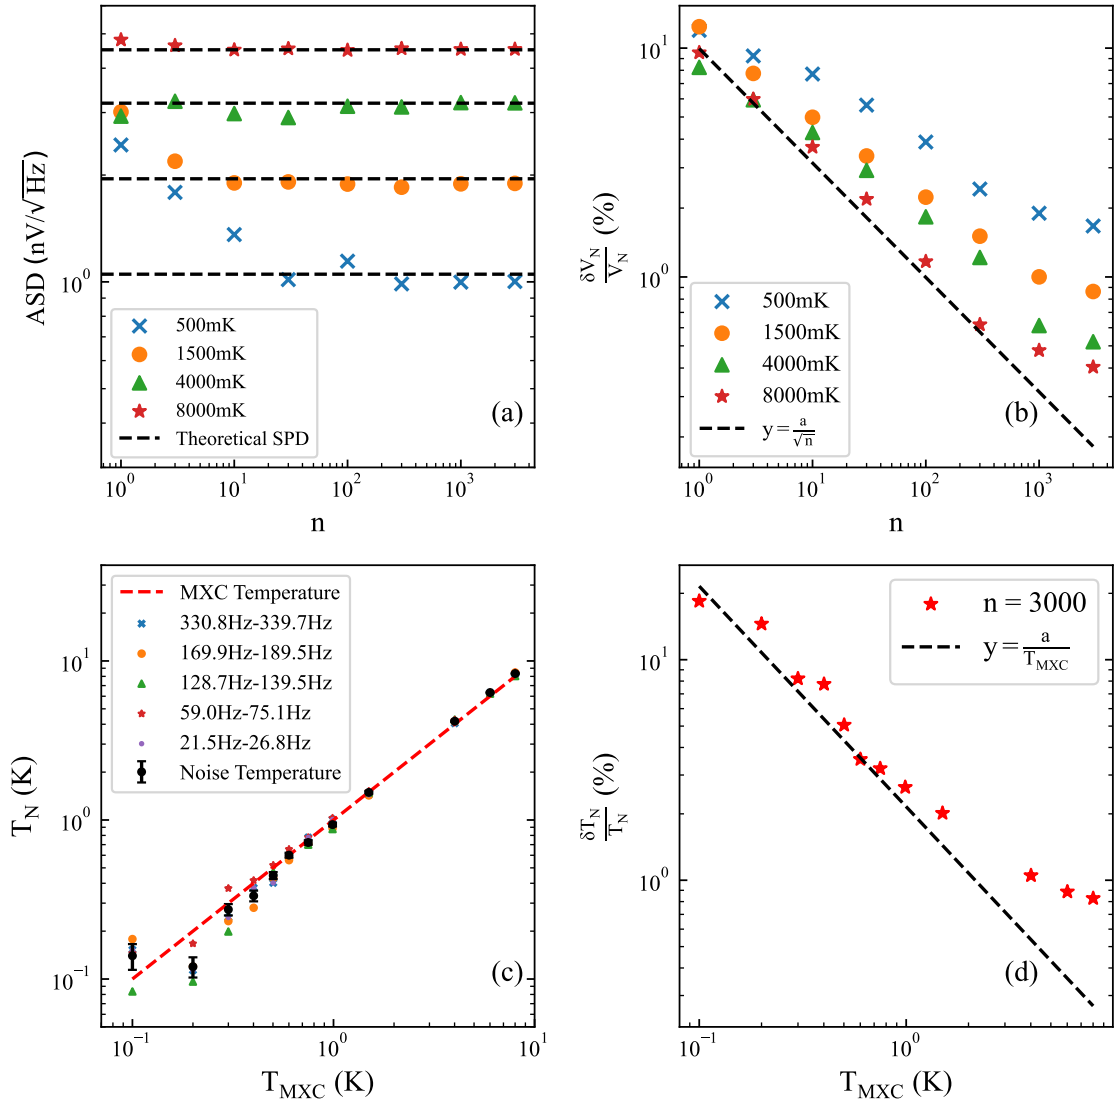 ASD (nV/√Hz)
10⁰
500mK
1500mK
4000mK
8000mK
Theoretical SPD
(a)
10⁰ 10¹ 10² 10³
n
δV_N/V_N (%)
10¹
10⁰
500mK
1500mK
4000mK
8000mK
y = a/√n
(b)
10⁰ 10¹ 10² 10³
n
T_N (K)
10¹
10⁰
10⁻¹
MXC Temperature
330.8Hz-339.7Hz
169.9Hz-189.5Hz
128.7Hz-139.5Hz
59.0Hz-75.1Hz
21.5Hz-26.8Hz
Noise Temperature
(c)
10⁻¹ 10⁰ 10¹
T_MXC (K)
δT_N/T_N (%)
10¹
10⁰
n = 3000
y = a/T_MXC
(d)
10⁻¹ 10⁰
T_MXC (K)